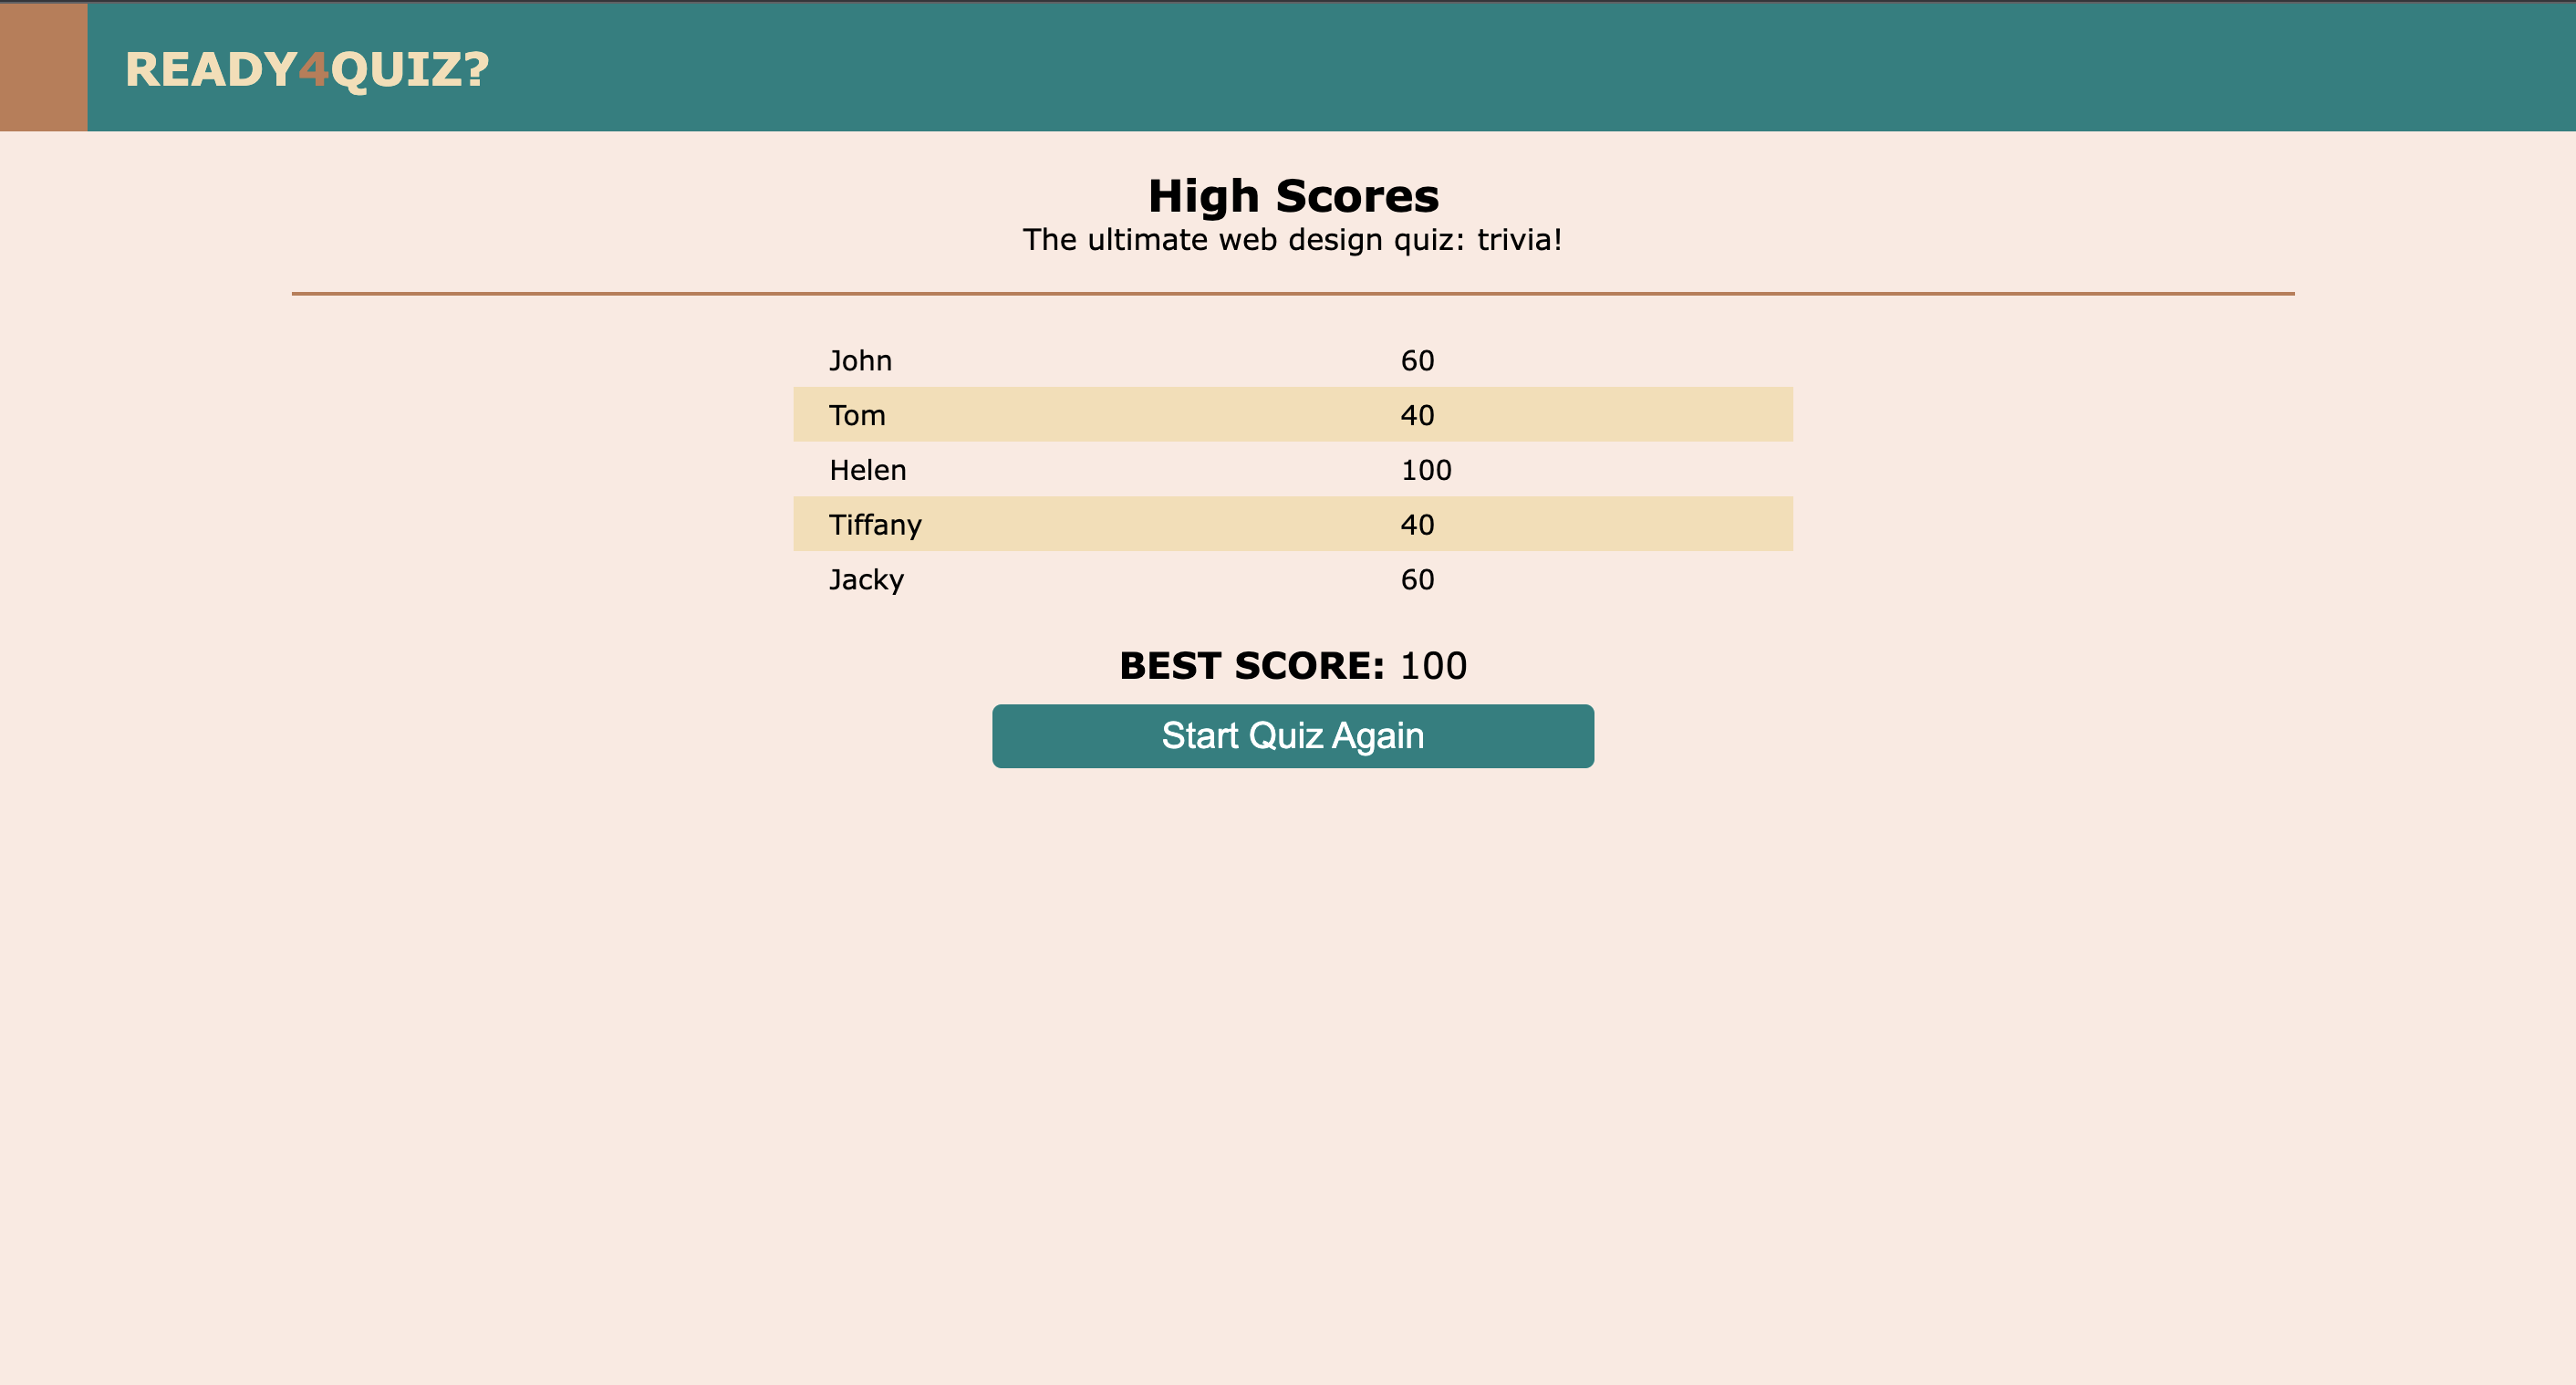 READY4QUIZ?
High Scores
The ultimate web design quiz: trivia!
John 60
Tom 40
Helen 100
Tiffany 40
Jacky 60
BEST SCORE: 100
Start Quiz Again